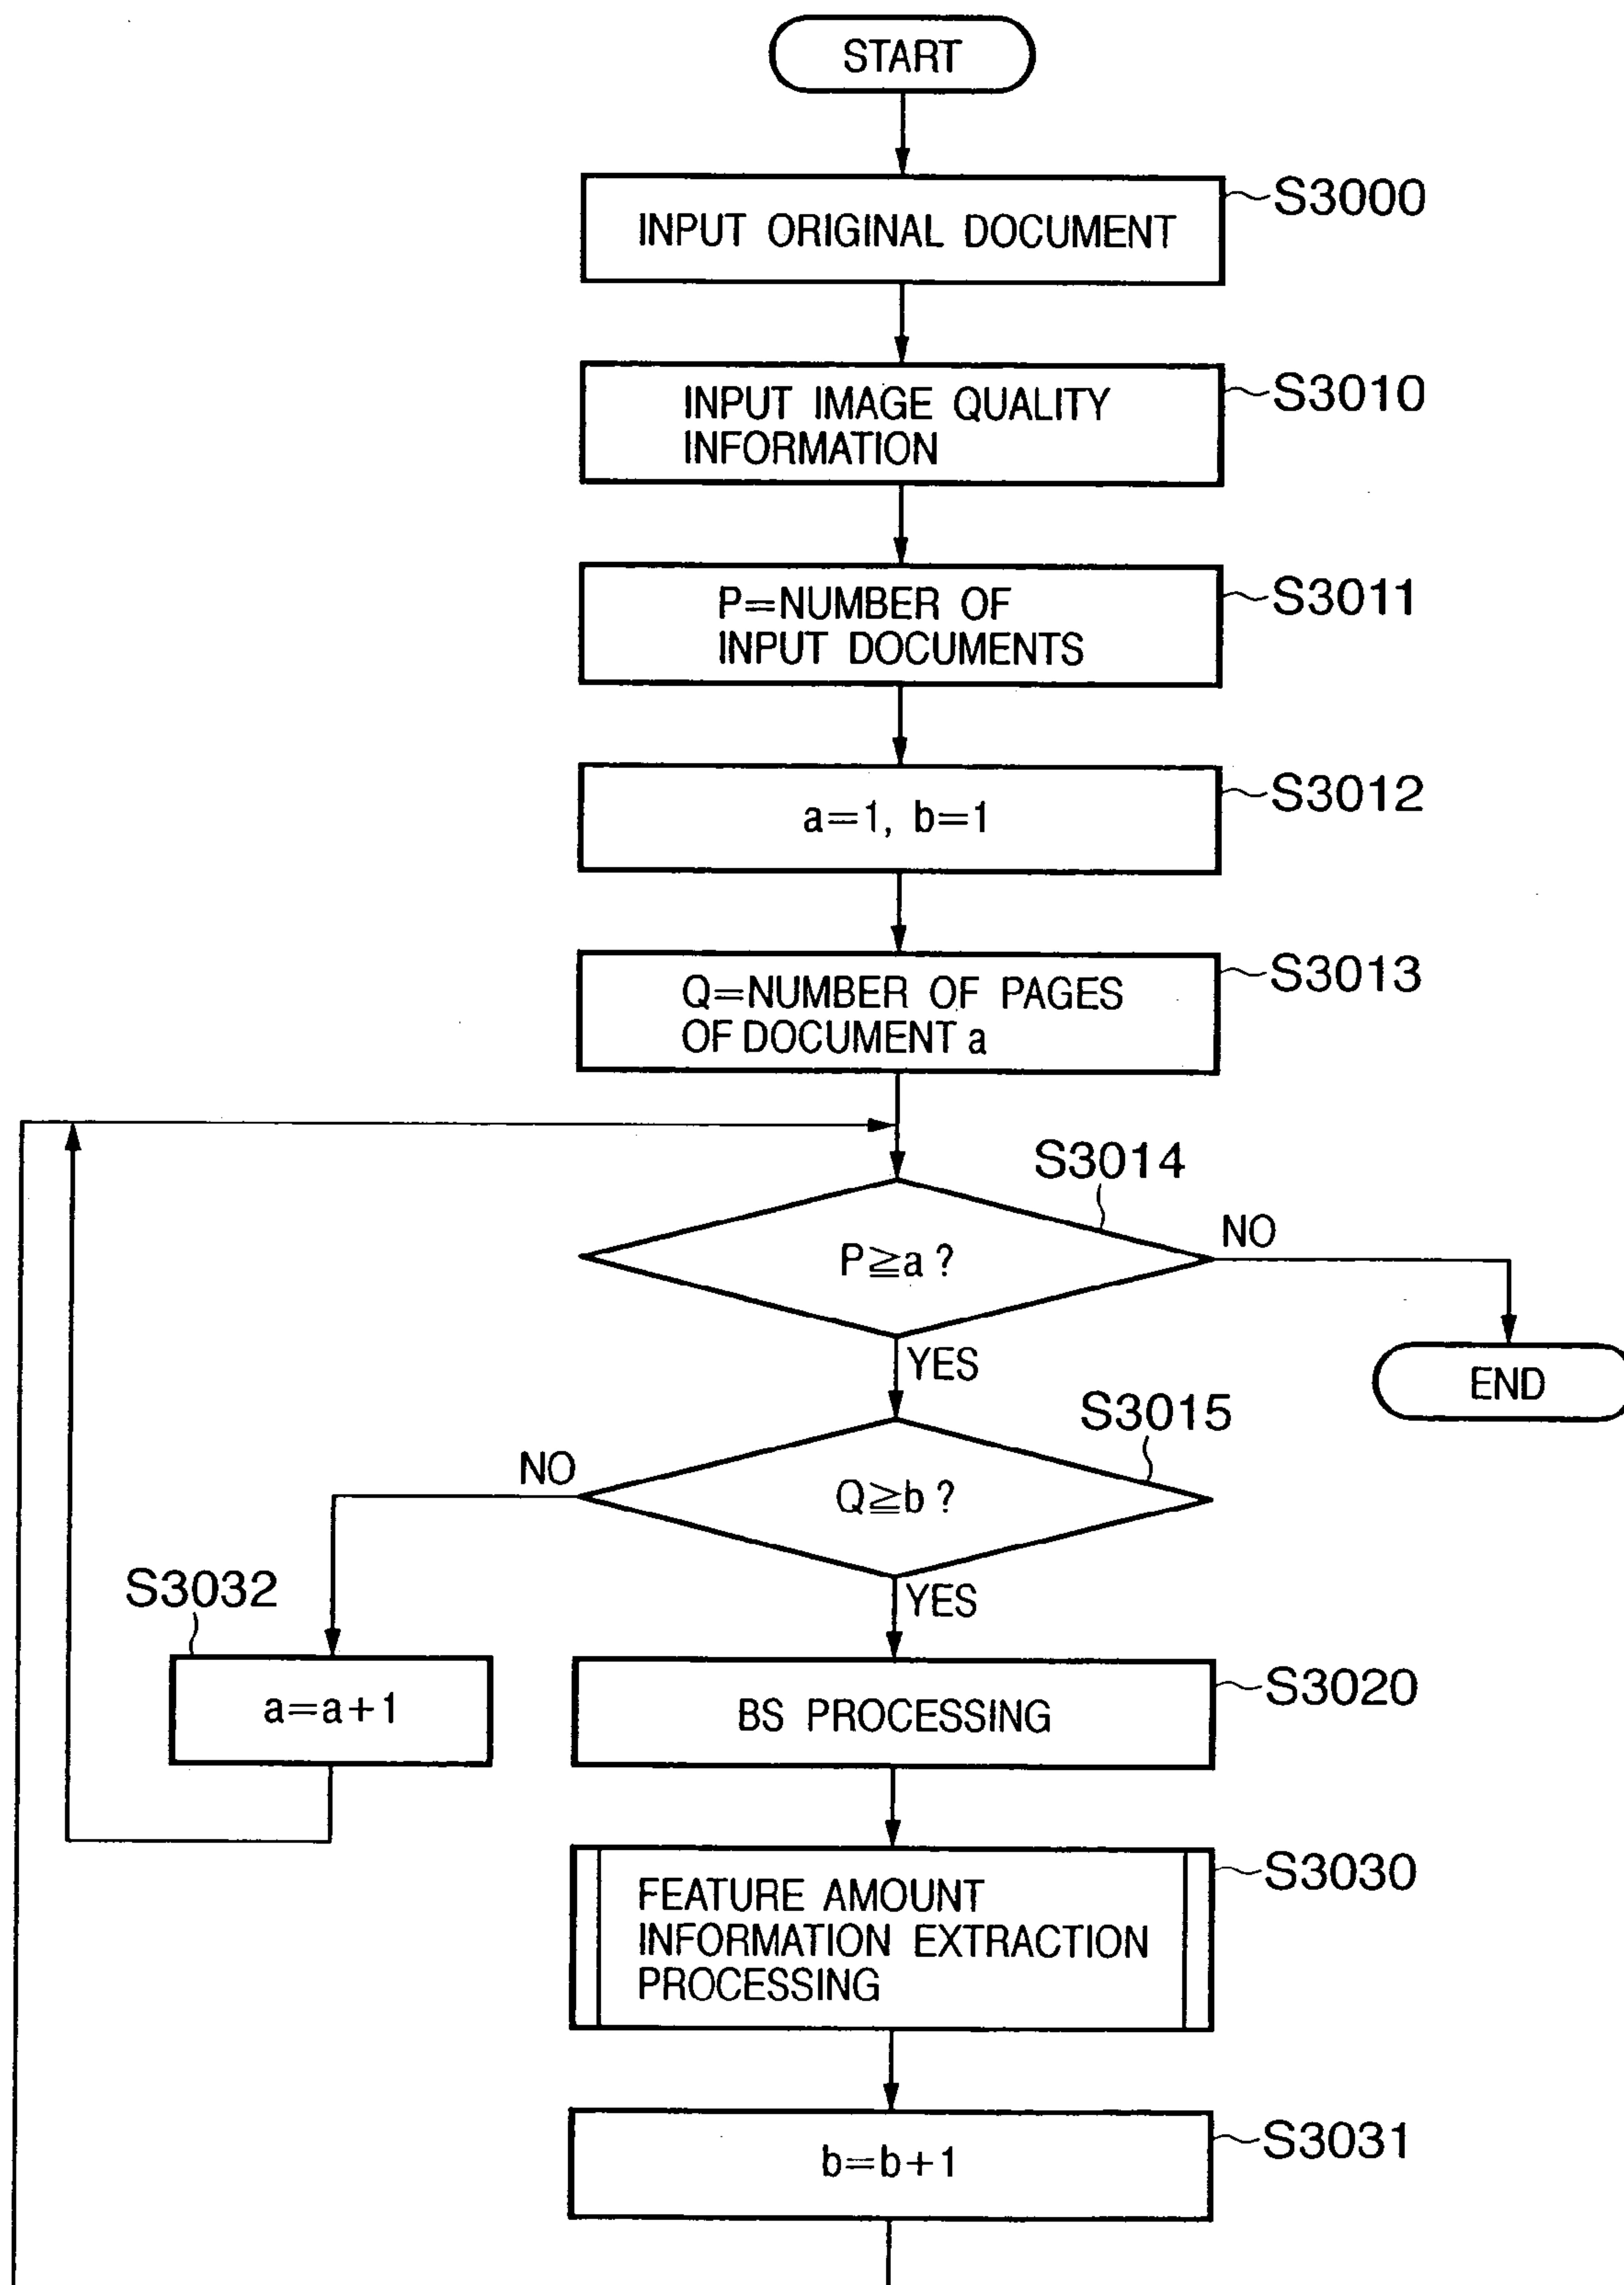 START
INPUT ORIGINAL DOCUMENT
S3000
INPUT IMAGE QUALITY
INFORMATION
S3010
P=NUMBER OF
INPUT DOCUMENTS
S3011
a=1, b=1
S3012
Q=NUMBER OF PAGES
OF DOCUMENT a
S3013
S3014
P≧a?
NO
YES
END
S3015
Q≧b?
NO
YES
S3032
a=a+1
BS PROCESSING
S3020
FEATURE AMOUNT
INFORMATION EXTRACTION
PROCESSING
S3030
b=b+1
S3031